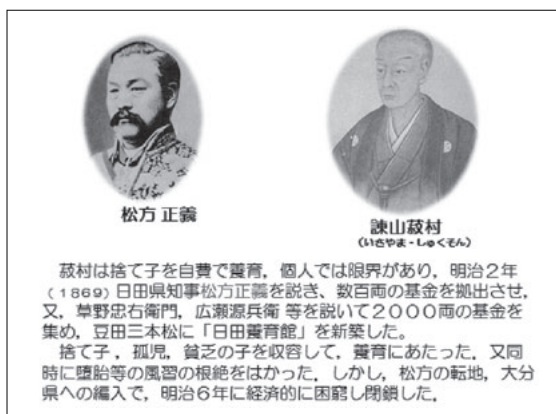 松方 正義
諫山菽村
(いさやま・しゅくそん)
菽村は捨て子を自費で養育，個人では限界があり，明治２年
(１８６９)日田県知事松方正義を説き，数百両の基金を拠出させ，
又，草野忠右衛門，広瀬源兵衛 等を説いて２０００両の基金を
集め，豆田三本松に「日田養育館」を新築した．
捨て子，孤児，貧乏の子を収容して，養育にあたった．又同
時に堕胎等の風習の根絶をはかった．しかし，松方の転地，大分
県への編入で，明治６年に経済的に困窮し閉鎖した．